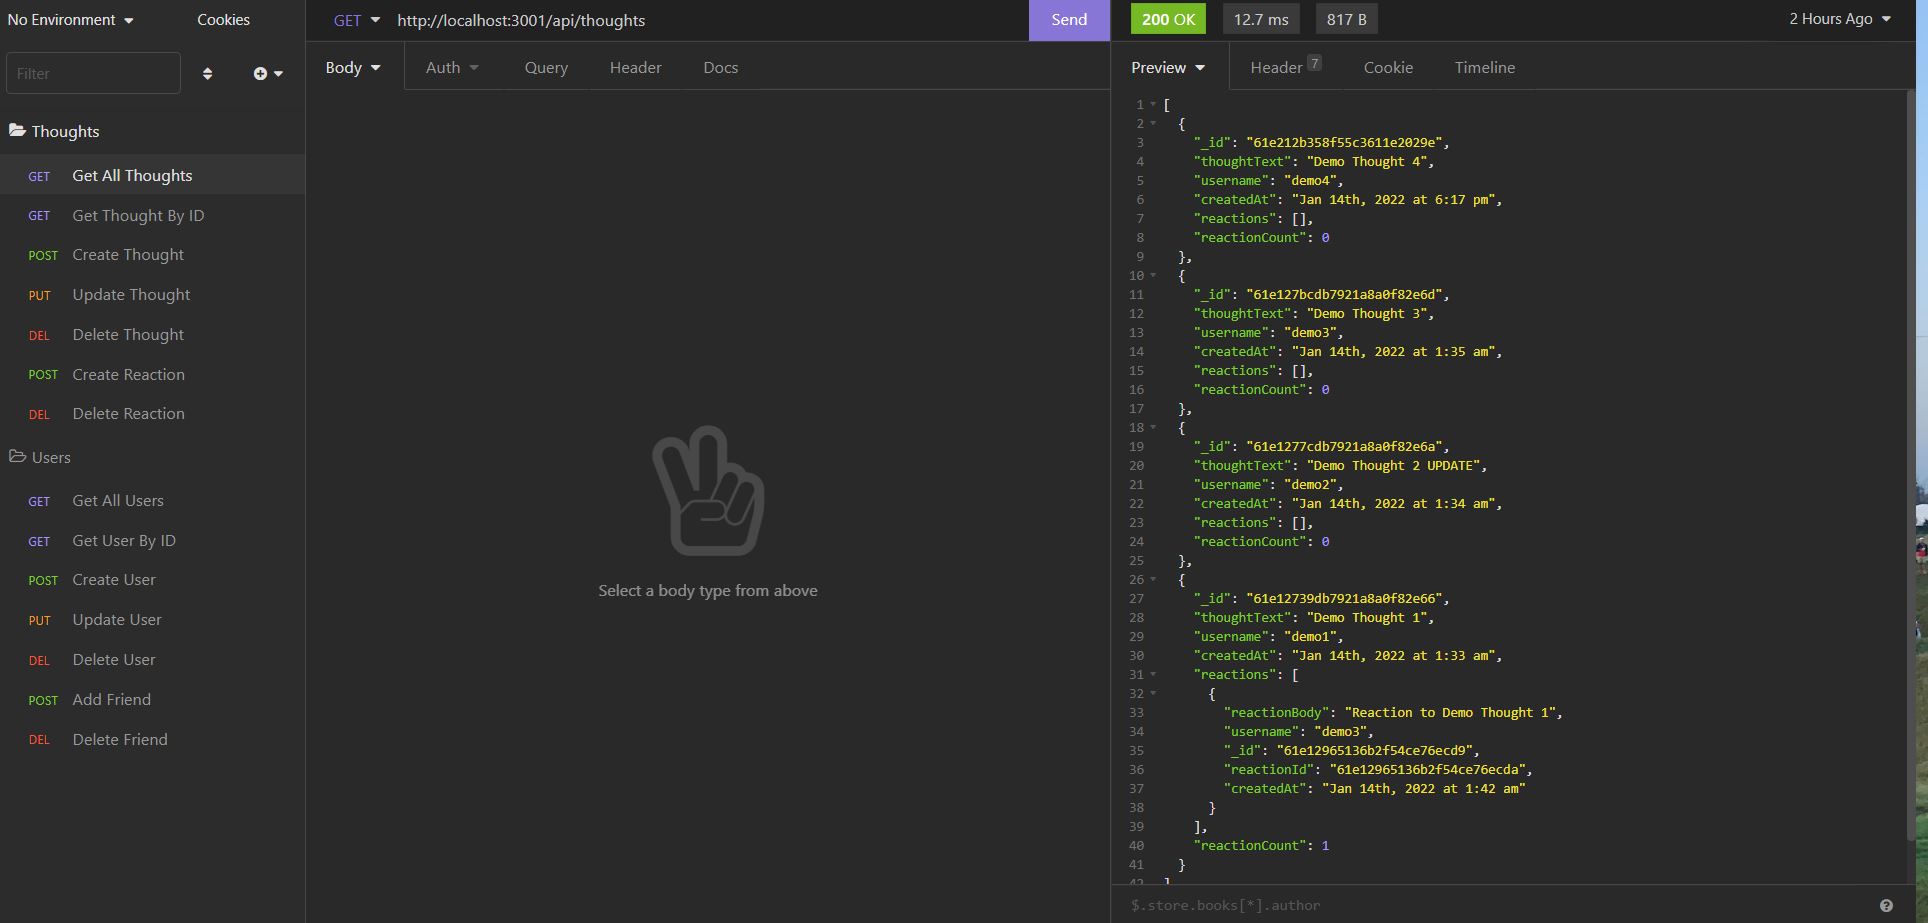 No Environment
Cookies
Filter
Thoughts
GET Get All Thoughts
GET Get Thought By ID
POST Create Thought
PUT Update Thought
DEL Delete Thought
POST Create Reaction
DEL Delete Reaction
Users
GET Get All Users
GET Get User By ID
POST Create User
PUT Update User
DEL Delete User
POST Add Friend
DEL Delete Friend
GET http://localhost:3001/api/thoughts Send
Body Auth Query Header Docs
Select a body type from above
200 OK 12.7 ms 817 B 2 Hours Ago
Preview Header 7 Cookie Timeline
1 [
2 {
3 "_id": "61e212b358f55c3611e2029e",
4 "thoughtText": "Demo Thought 4",
5 "username": "demo4",
6 "createdAt": "Jan 14th, 2022 at 6:17 pm",
7 "reactions": [],
8 "reactionCount": 0
9 },
10 {
11 "_id": "61e127bcdb7921a8a0f82e6d",
12 "thoughtText": "Demo Thought 3",
13 "username": "demo3",
14 "createdAt": "Jan 14th, 2022 at 1:35 am",
15 "reactions": [],
16 "reactionCount": 0
17 },
18 {
19 "_id": "61e1277cdb7921a8a0f82e6a",
20 "thoughtText": "Demo Thought 2 UPDATE",
21 "username": "demo2",
22 "createdAt": "Jan 14th, 2022 at 1:34 am",
23 "reactions": [],
24 "reactionCount": 0
25 },
26 {
27 "_id": "61e12739db7921a8a0f82e66",
28 "thoughtText": "Demo Thought 1",
29 "username": "demo1",
30 "createdAt": "Jan 14th, 2022 at 1:33 am",
31 "reactions": [
32 {
33 "reactionBody": "Reaction to Demo Thought 1",
34 "username": "demo3",
35 "_id": "61e12965136b2f54ce76ecd9",
36 "reactionId": "61e12965136b2f54ce76ecda",
37 "createdAt": "Jan 14th, 2022 at 1:42 am"
38 }
39 ],
40 "reactionCount": 1
41 }
42 ]
$.store.books[*].author